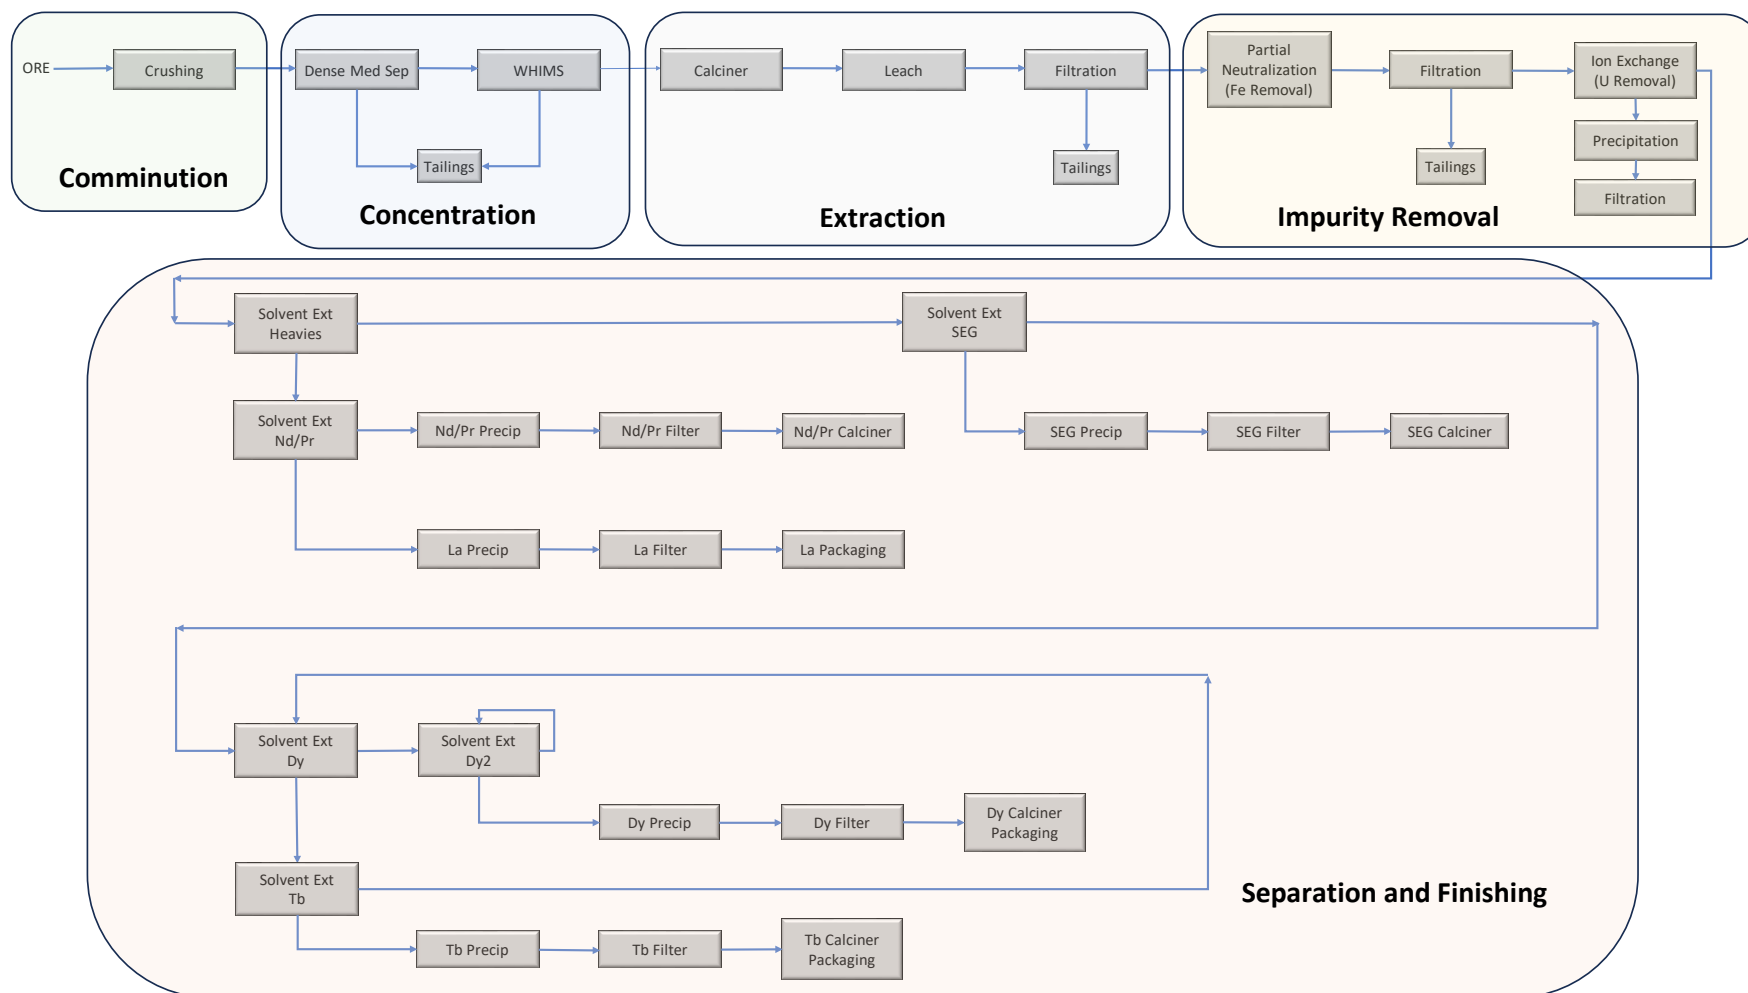 ORE
Crushing
Comminution
Dense Med Sep
WHIMS
Tailings
Concentration
Calciner
Leach
Filtration
Tailings
Extraction
Partial
Neutralization
(Fe Removal)
Filtration
Tailings
Ion Exchange
(U Removal)
Precipitation
Filtration
Impurity Removal
Solvent Ext
Heavies
Solvent Ext
SEG
Solvent Ext
Nd/Pr
Nd/Pr Precip
Nd/Pr Filter
Nd/Pr Calciner
SEG Precip
SEG Filter
SEG Calciner
La Precip
La Filter
La Packaging
Solvent Ext
Dy
Solvent Ext
Dy2
Dy Precip
Dy Filter
Dy Calciner
Packaging
Solvent Ext
Tb
Separation and Finishing
Tb Precip
Tb Filter
Tb Calciner
Packaging